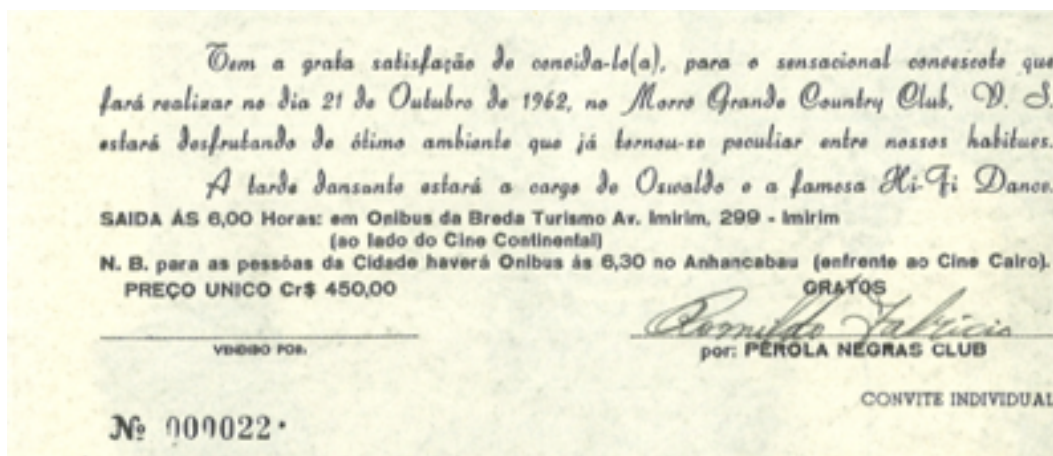 Tem a grata satisfação de convida-lo(a), para o sensacional convescote que
fará realizar no dia 21 de Outubro de 1962, no Morro Grande Country Club, V. S.
estará desfrutando de ótimo ambiente que já tornou-se peculiar entre nossos habitues.
A tarde dansante estará a cargo de Oswaldo e a famosa Hi-Fi Dance.
SAIDA ÁS 6,00 Horas: em Onibus da Breda Turismo Av. Imirim, 299 - Imirim
(ao lado do Cine Continental)
N. B. para as pessôas da Cidade haverá Onibus ás 6,30 no Anhancabau (enfrente ao Cine Cairo).
PREÇO UNICO Cr$ 450,00 GRATOS
Romildo Fabricio
VENDIDO POR: por: PEROLA NEGRAS CLUB
CONVITE INDIVIDUAL
Nº 000022